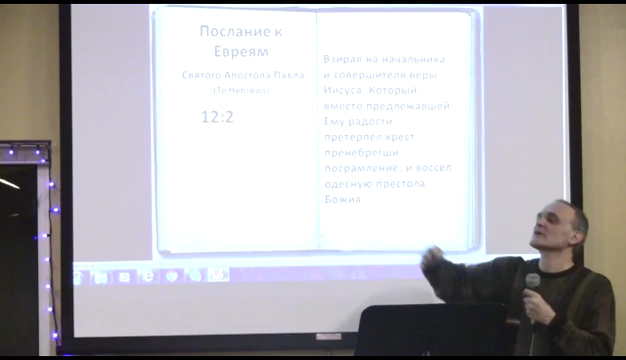 Послание к
Евреям
Святого Апостола Павла
(To Hebrews)
12:2
Взирая на начальника
и совершителя веры
Иисуса, Который,
вместо предлежавшей
Ему радости
претерпел крест,
пренебрегши
посрамление, и воссел
одесную престола
Божия